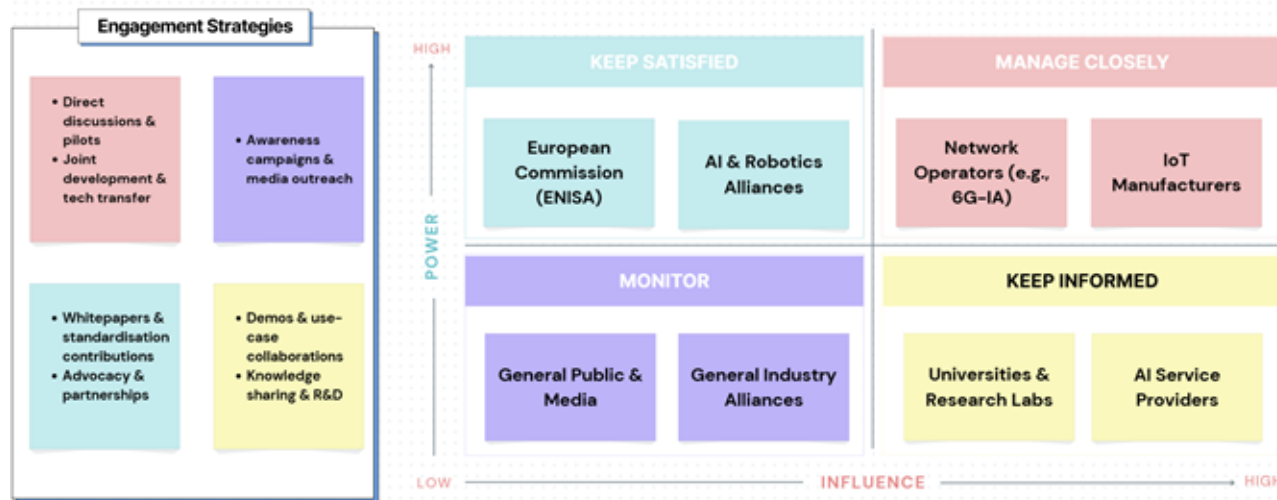 Engagement Strategies
• Direct
discussions &
pilots
• Joint
development &
tech transfer
• Awareness
campaigns &
media outreach
• Whitepapers &
standardisation
contributions
• Advocacy &
partnerships
• Demos & use-
case
collaborations
• Knowledge
sharing & R&D
HIGH
POWER
LOW
KEEP SATISFIED
European
Commission
(ENISA)
AI & Robotics
Alliances
MANAGE CLOSELY
Network
Operators (e.g.,
6G-IA)
IoT
Manufacturers
MONITOR
General Public &
Media
General Industry
Alliances
KEEP INFORMED
Universities &
Research Labs
AI Service
Providers
INFLUENCE
HIGH